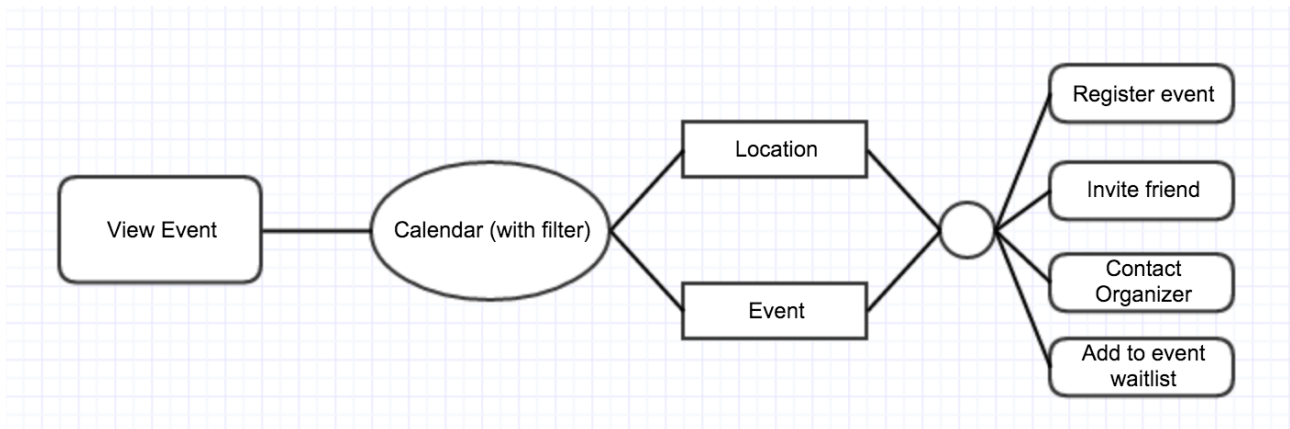 View Event
Calendar (with filter)
Location
Event
Register event
Invite friend
Contact
Organizer
Add to event
waitlist